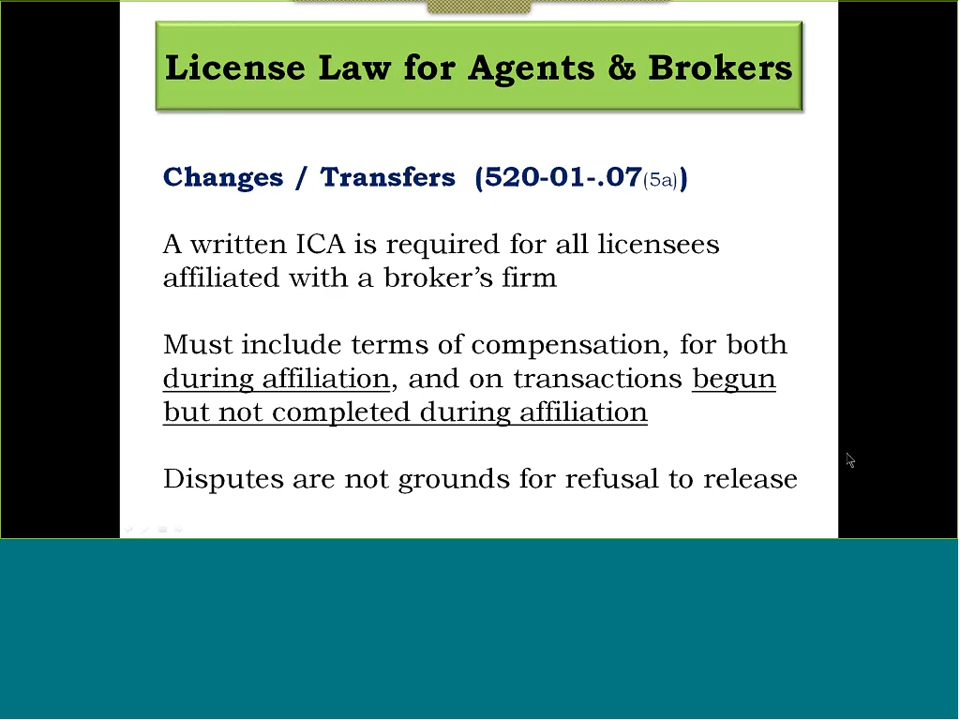 License Law for Agents & Brokers
Changes / Transfers (520-01-.07(5a))
A written ICA is required for all licensees
affiliated with a broker’s firm
Must include terms of compensation, for both
during affiliation, and on transactions begun
but not completed during affiliation
Disputes are not grounds for refusal to release